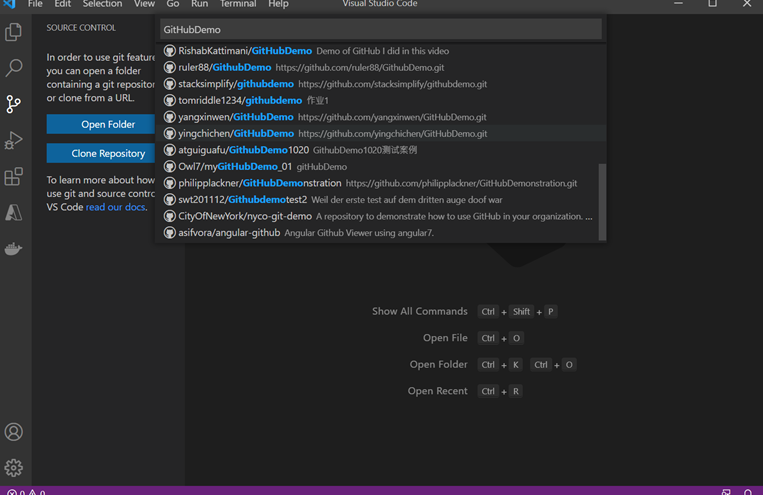 File Edit Selection View Go Run Terminal Help Visual Studio Code
SOURCE CONTROL
In order to use git feature
you can open a folder
containing a git repositor
or clone from a URL.
Open Folder
Clone Repository
To learn more about how
use git and source contro
VS Code read our docs.
GitHubDemo
RishabKattimani/GitHubDemo Demo of GitHub I did in this video
ruler88/GithubDemo https://github.com/ruler88/GithubDemo.git
stacksimplify/githubdemo https://github.com/stacksimplify/githubdemo.git
tomriddle1234/githubdemo 作业1
yangxinwen/GitHubDemo https://github.com/yangxinwen/GitHubDemo.git
yingchichen/GitHubDemo https://github.com/yingchichen/GitHubDemo.git
atguigufu/GithubDemo1020 GithubDemo1020测试案例
Owl7/myGitHubDemo_01 gitHubDemo
philipplackner/GitHubDemonstration https://github.com/philipplackner/GitHubDemonstration.git
swt201112/Githubdemotest2 Weil der erste test auf dem dritten auge doof war
CityOfNewYork/nyco-git-demo A repository to demonstrate how to use GitHub in your organization. ...
asifvora/angular-github Angular Github Viewer using angular7.
Show All Commands Ctrl + Shift + P
Open File Ctrl + O
Open Folder Ctrl + K Ctrl + O
Open Recent Ctrl + R
0 0